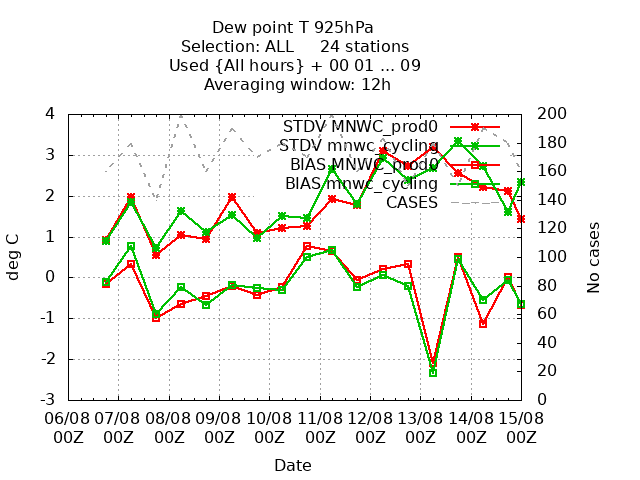 Dew point T 925hPa
Selection: ALL     24 stations
Used {All hours} + 00 01 ... 09
Averaging window: 12h
STDV MNWC_prod0
STDV mnwc_cycling
BIAS MNWC_prod0
BIAS mnwc_cycling
CASES
4
3
2
1
0
-1
-2
-3
deg C
200
180
160
140
120
100
80
60
40
20
0
No cases
06/08 07/08 08/08 09/08 10/08 11/08 12/08 13/08 14/08 15/08
00Z 00Z 00Z 00Z 00Z 00Z 00Z 00Z 00Z 00Z
Date